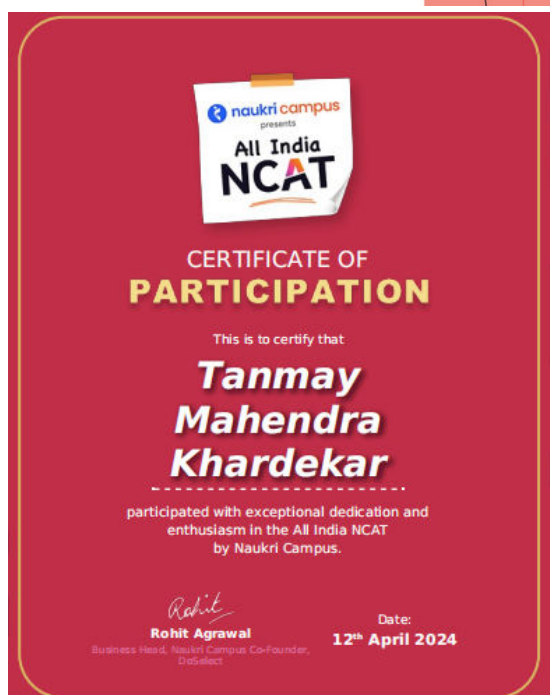 naukri campus
presents
All India
NCAT
CERTIFICATE OF
PARTICIPATION
This is to certify that
Tanmay
Mahendra
Khardekar
participated with exceptional dedication and
enthusiasm in the All India NCAT
by Naukri Campus.
Rohit
Rohit Agrawal
Business Head, Naukri Campus Co-Founder,
DoSelect
Date:
12th April 2024